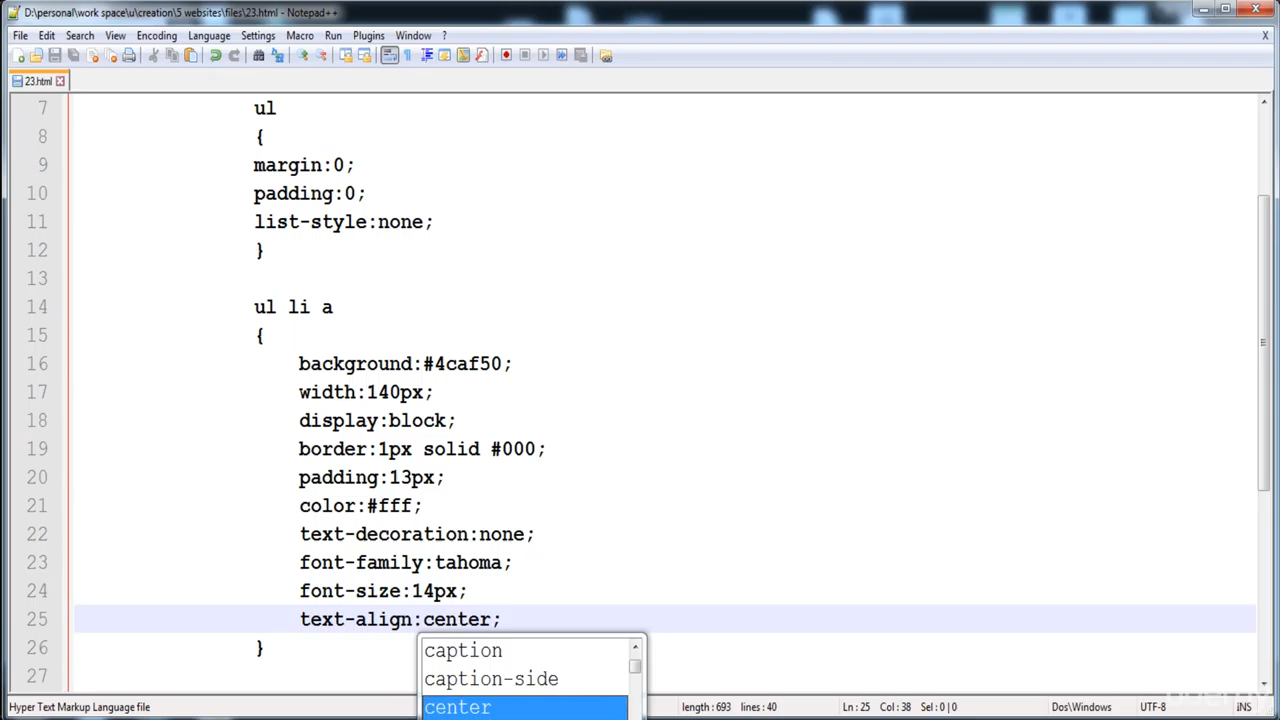 D:\personal\work space\u\creation\5 websites\files\23.html - Notepad++
File Edit Search View Encoding Language Settings Macro Run Plugins Window ? X
23.html
7 ul
8 {
9 margin:0;
10 padding:0;
11 list-style:none;
12 }
13
14 ul li a
15 {
16 background:#4caf50;
17 width:140px;
18 display:block;
19 border:1px solid #000;
20 padding:13px;
21 color:#fff;
22 text-decoration:none;
23 font-family:tahoma;
24 font-size:14px;
25 text-align:center;
26 }
27
caption
caption-side
center
Hyper Text Markup Language file length:693 lines:40 Ln:25 Col:38 Sel:0|0 Dos\Windows UTF-8 INS